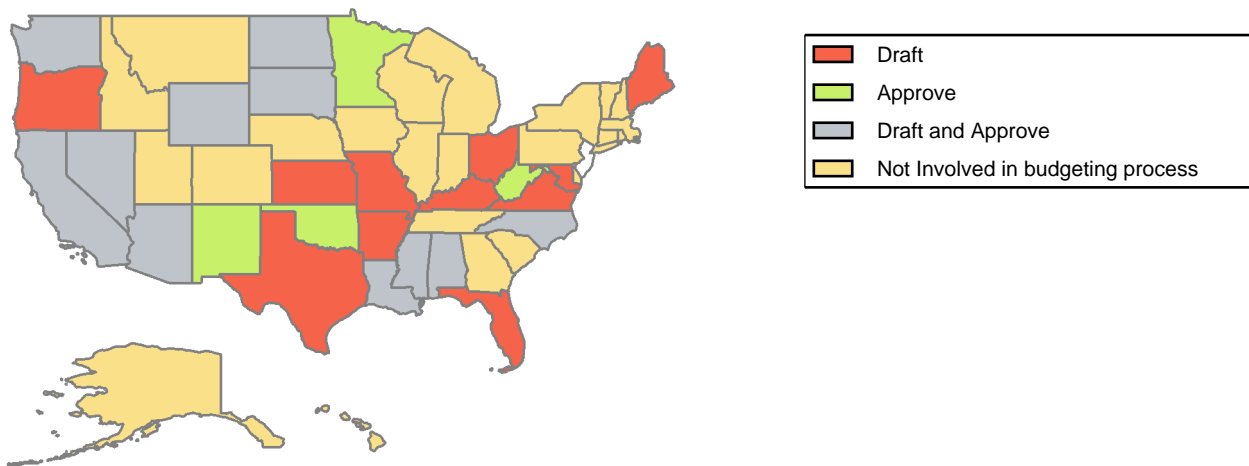 Draft
Approve
Draft and Approve
Not Involved in budgeting process